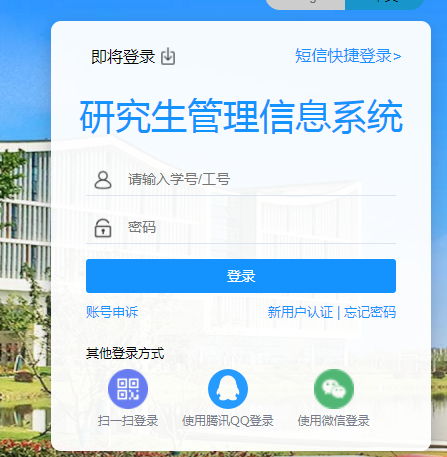 即将登录
短信快捷登录>
研究生管理信息系统
请输入学号/工号
密码
登录
账号申诉
新用户认证 | 忘记密码
其他登录方式
扫一扫登录
使用腾讯QQ登录
使用微信登录